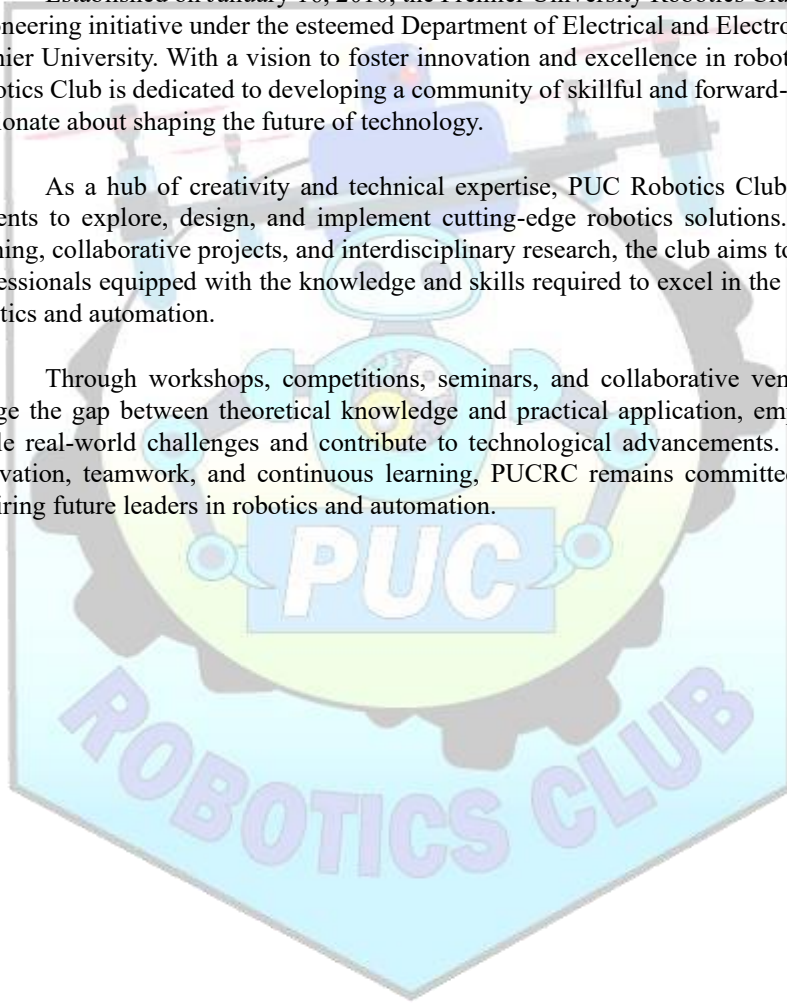 Established on January the Premier University Robotics Clu
oneering initiative under the esteemed Department of Electrical and Electro
nier University. With a vision to foster innovation and excellence in robot
otics Club is dedicated to developing a community of skillful and forward-
ionate about shaping the future of technology.
As a hub of creativity and technical expertise, PUC Robotics Club
ents to explore, design, and implement cutting-edge robotics solutions.
ning, collaborative projects, and interdisciplinary research, the club aims to
essionals equipped with the knowledge and skills required to excel in the
tics and automation.
Through workshops, competitions, seminars, and collaborative ven
ge the gap between theoretical knowledge and practical application, emp
le real-world challenges and contribute to technological advancements.
vation, teamwork, and continuous learning, PUCRC remains committed
iring future leaders in robotics and automation.
PUC
ROBOTICS CLUB